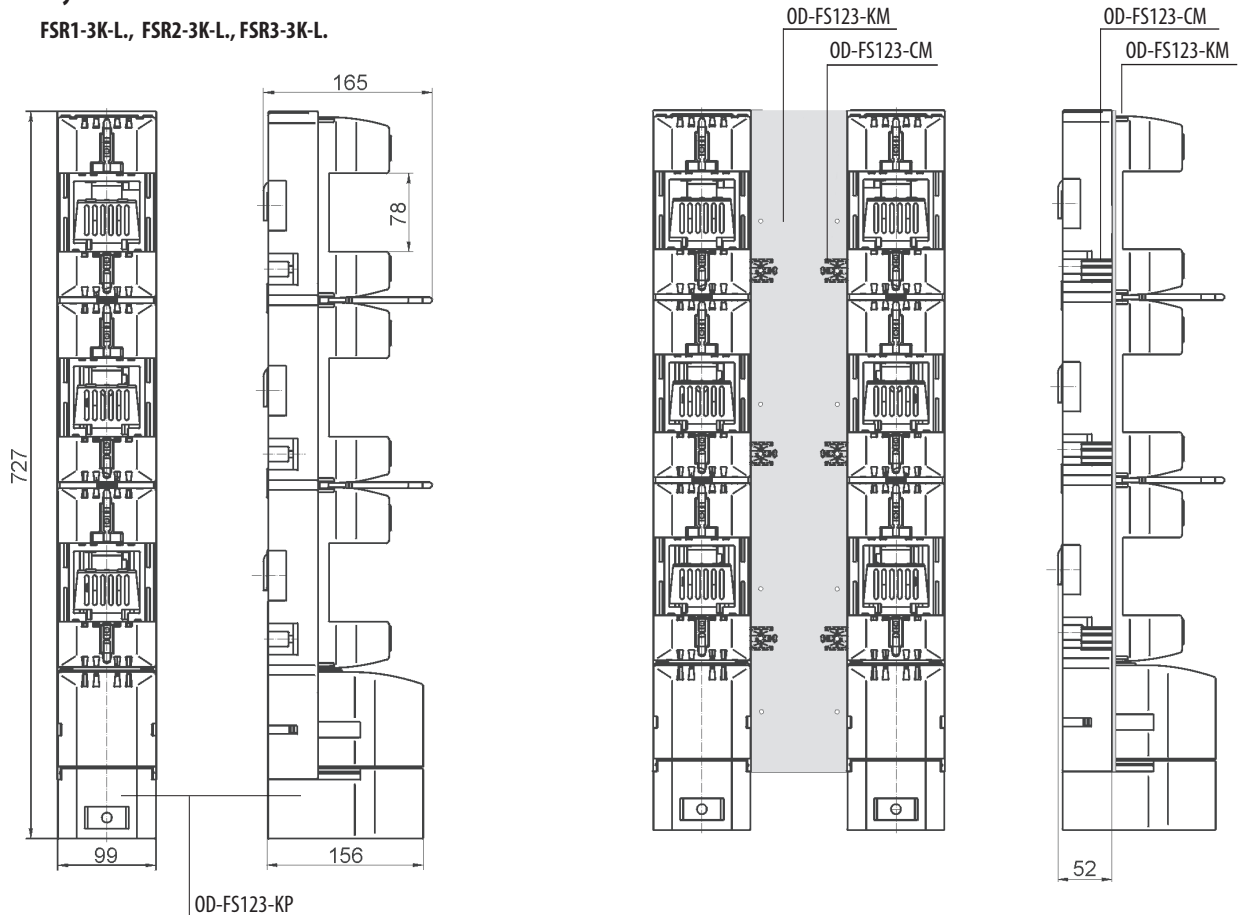 FSR1-3K-L., FSR2-3K-L., FSR3-3K-L.
OD-FS123-KM
OD-FS123-CM
OD-FS123-CM
OD-FS123-KM
165
78
727
99
156
52
OD-FS123-KP